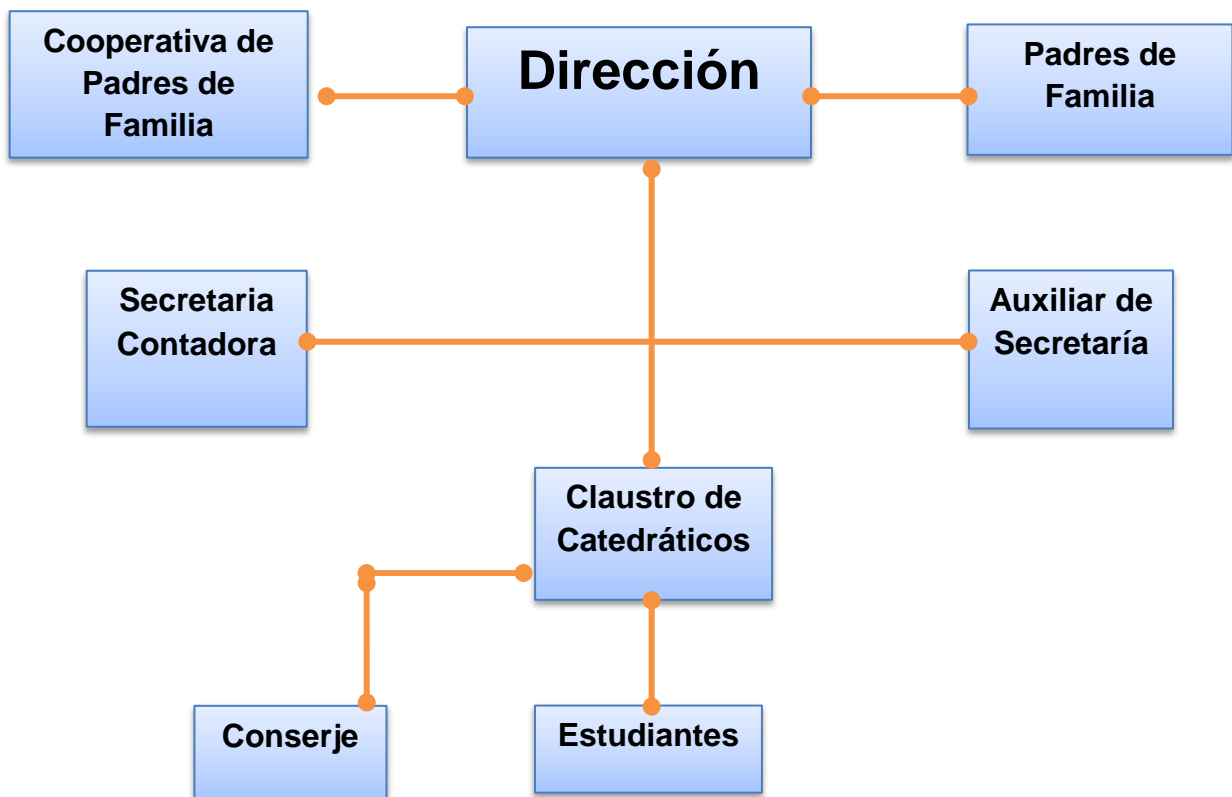 Cooperativa de
Padres de
Familia
Dirección
Padres de
Familia
Secretaria
Contadora
Auxiliar de
Secretaría
Claustro de
Catedráticos
Conserje
Estudiantes